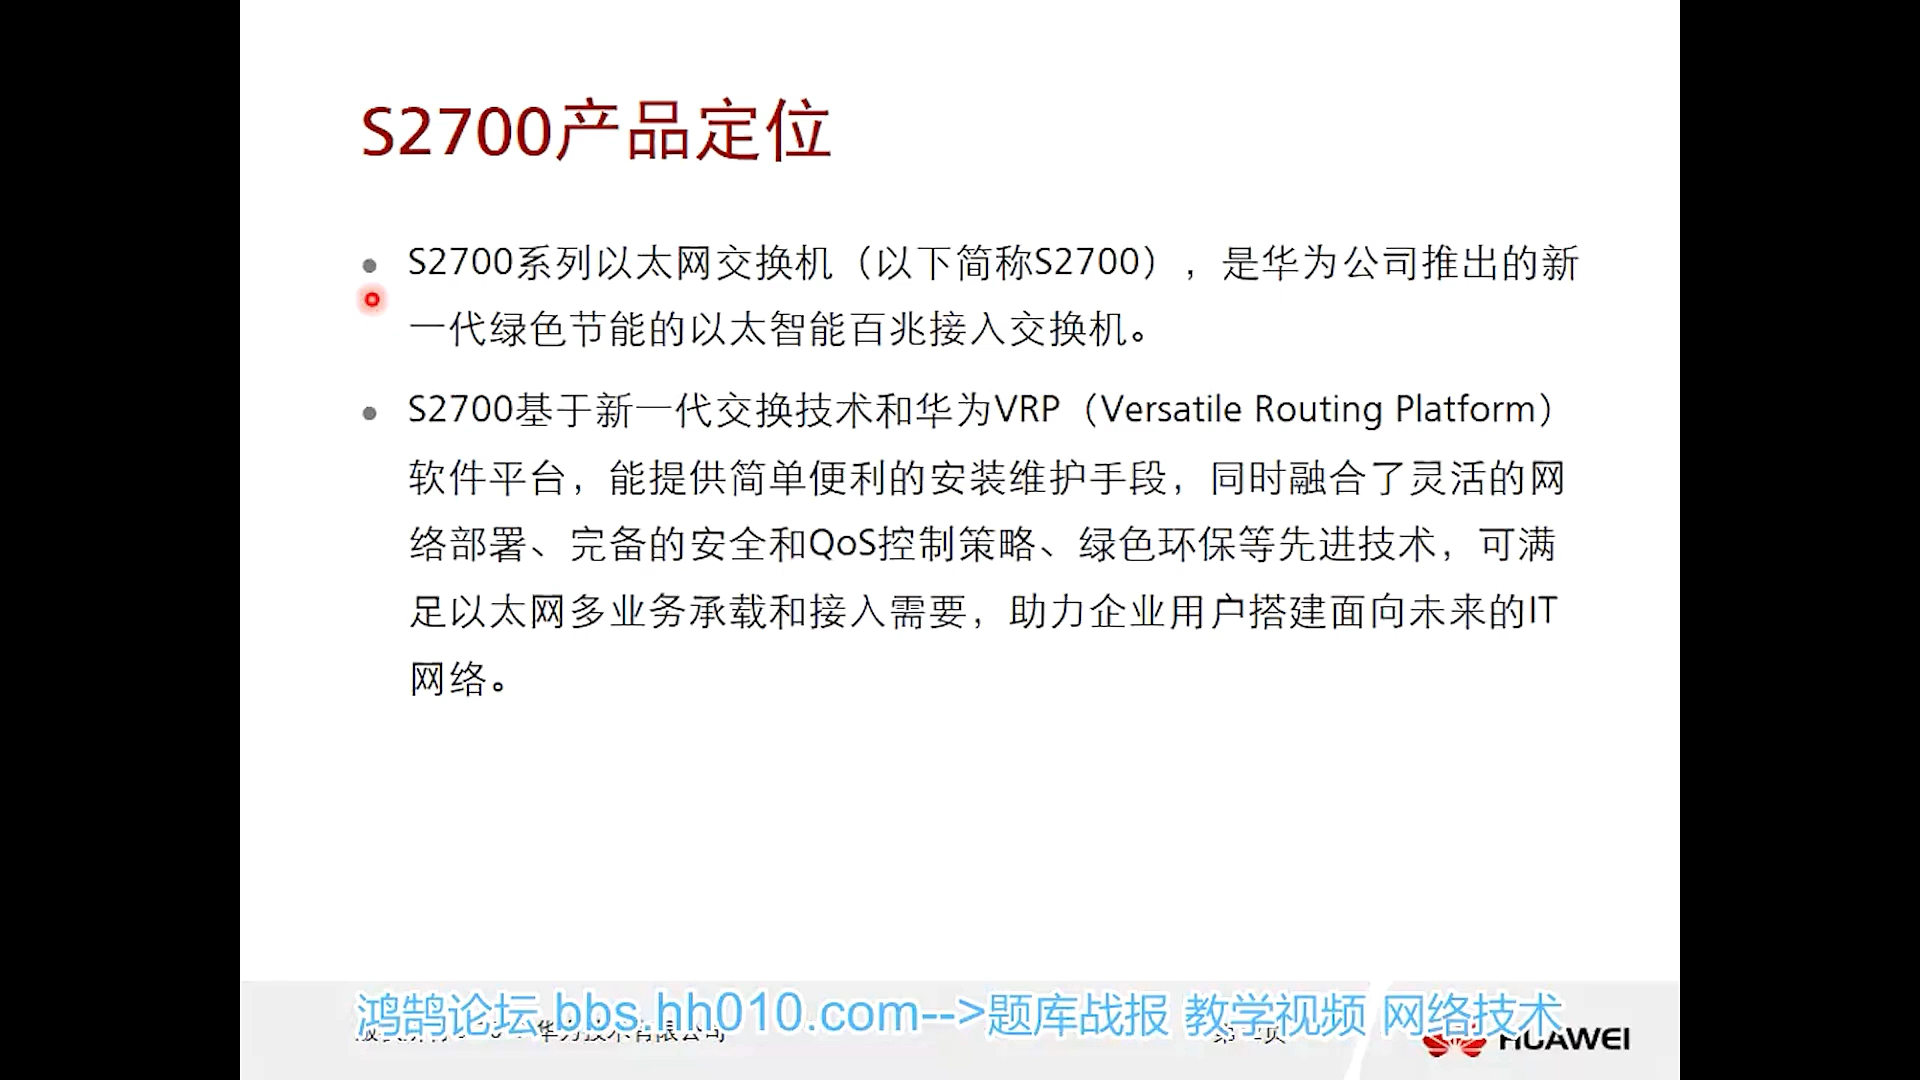 S2700产品定位
S2700系列以太网交换机（以下简称S2700），是华为公司推出的新
一代绿色节能的以太智能百兆接入交换机。
S2700基于新一代交换技术和华为VRP（Versatile Routing Platform）
软件平台，能提供简单便利的安装维护手段，同时融合了灵活的网
络部署、完备的安全和QoS控制策略、绿色环保等先进技术，可满
足以太网多业务承载和接入需要，助力企业用户搭建面向未来的IT
网络。
鸿鹄论坛 bbs.hh010.com-->题库战报 教学视频 网络技术
华为技术有限公司
HUAWEI